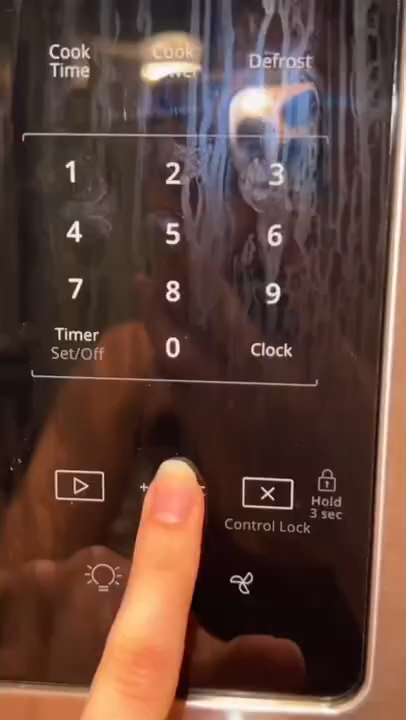 Cook
Time
Cook
Defrost
1 2 3
4 5 6
7 8 9
Timer
Set/Off
0
Clock
Hold
3 sec
Control Lock